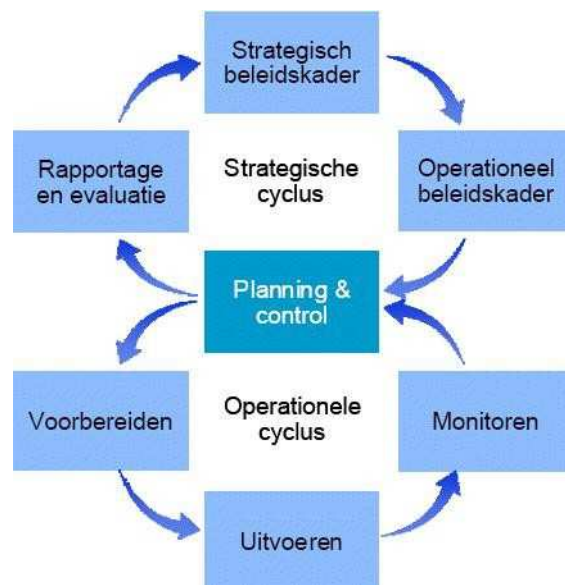 Strategisch
beleidskader
Rapportage
en evaluatie
Strategische
cyclus
Operationeel
beleidskader
Planning &
control
Voorbereiden
Operationele
cyclus
Monitoren
Uitvoeren